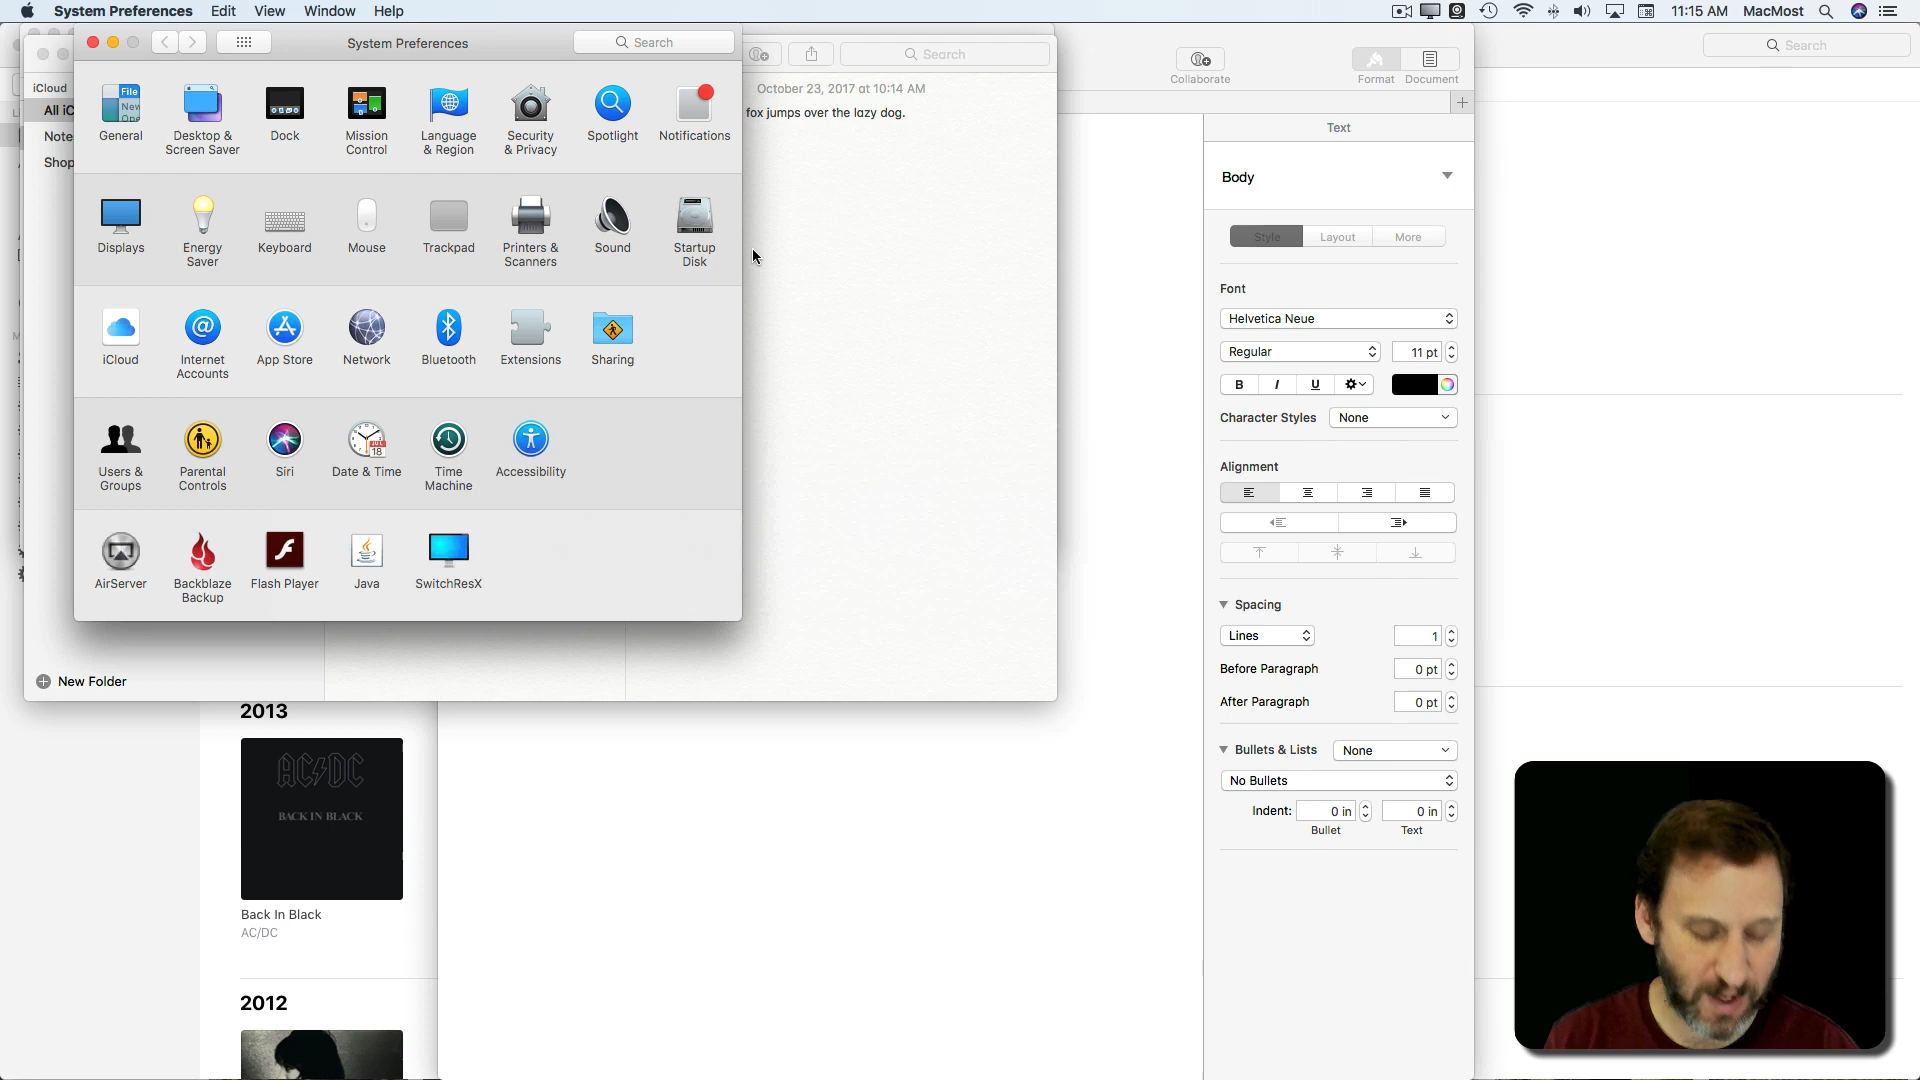 System Preferences Edit View Window Help
11:15 AM MacMost
System Preferences
Search
Search
Search
Collaborate
Format
Document
iCloud
All iC
Note
Shop
October 23, 2017 at 10:14 AM
fox jumps over the lazy dog.
General
Desktop &
Screen Saver
Dock
Mission
Control
Language
& Region
Security
& Privacy
Spotlight
Notifications
Displays
Energy
Saver
Keyboard
Mouse
Trackpad
Printers &
Scanners
Sound
Startup
Disk
iCloud
Internet
Accounts
App Store
Network
Bluetooth
Extensions
Sharing
Users &
Groups
Parental
Controls
Siri
Date & Time
Time
Machine
Accessibility
AirServer
Backblaze
Backup
Flash Player
Java
SwitchResX
New Folder
2013
AC/DC
BACK IN BLACK
Back In Black
AC/DC
2012
Text
Body
Style
Layout
More
Font
Helvetica Neue
Regular
11 pt
B I U
Character Styles
None
Alignment
Spacing
Lines
1
Before Paragraph
0 pt
After Paragraph
0 pt
Bullets & Lists
None
No Bullets
Indent:
0 in
0 in
Bullet
Text